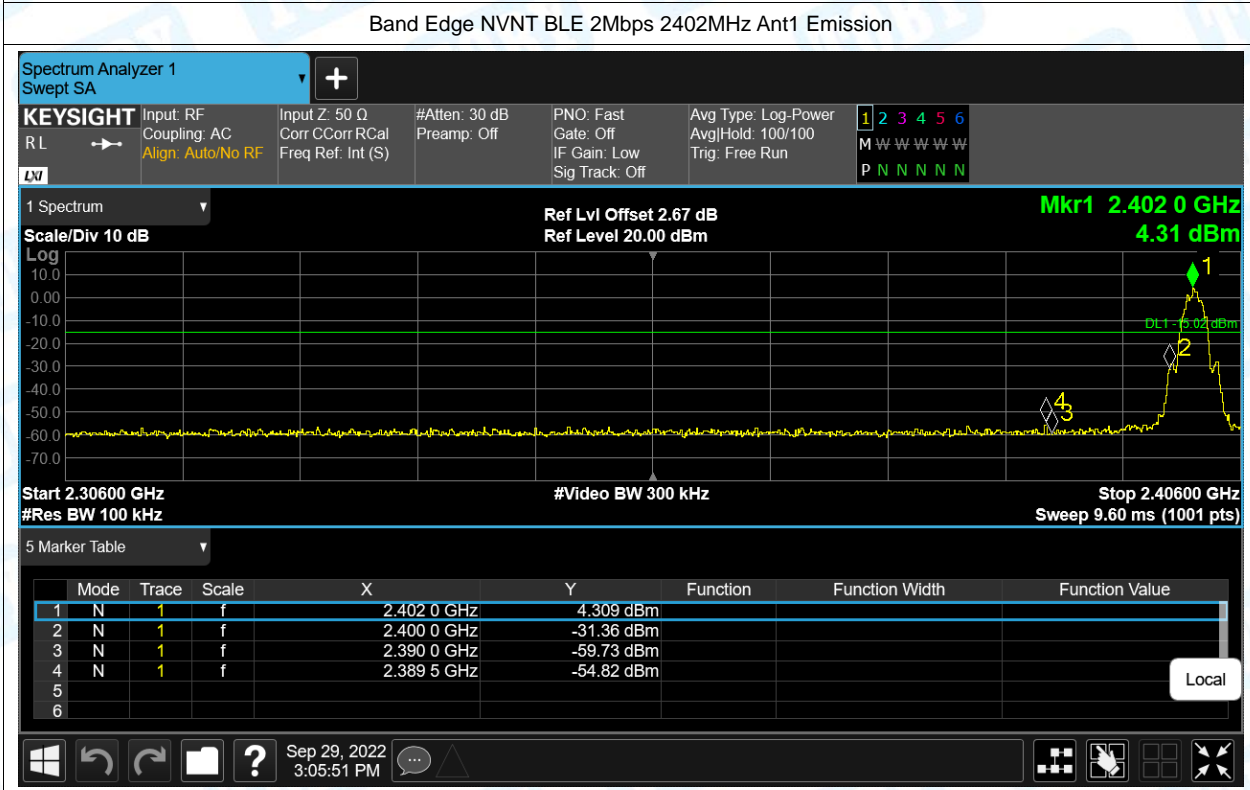 Band Edge NVNT BLE 2Mbps 2402MHz Ant1 Emission
Spectrum Analyzer 1
Swept SA
KEYSIGHT
RL
LXI
Input: RF
Coupling: AC
Align: Auto/No RF
Input Z: 50 Ω
Corr CCorr RCal
Freq Ref: Int (S)
#Atten: 30 dB
Preamp: Off
PNO: Fast
Gate: Off
IF Gain: Low
Sig Track: Off
Avg Type: Log-Power
Avg|Hold: 100/100
Trig: Free Run
1 2 3 4 5 6
M W W W W W
P N N N N N
1 Spectrum
Scale/Div 10 dB
Ref Lvl Offset 2.67 dB
Ref Level 20.00 dBm
Mkr1 2.402 0 GHz
4.31 dBm
Log
10.0
0.00
-10.0
-20.0
-30.0
-40.0
-50.0
-60.0
-70.0
1
DL1 -15.02 dBm
2
4
3
Start 2.30600 GHz
#Video BW 300 kHz
Stop 2.40600 GHz
#Res BW 100 kHz
Sweep 9.60 ms (1001 pts)
5 Marker Table
Mode Trace Scale X Y Function Function Width Function Value
1 N 1 f 2.402 0 GHz 4.309 dBm
2 N 1 f 2.400 0 GHz -31.36 dBm
3 N 1 f 2.390 0 GHz -59.73 dBm
4 N 1 f 2.389 5 GHz -54.82 dBm
5
6
Local
?
Sep 29, 2022
3:05:51 PM